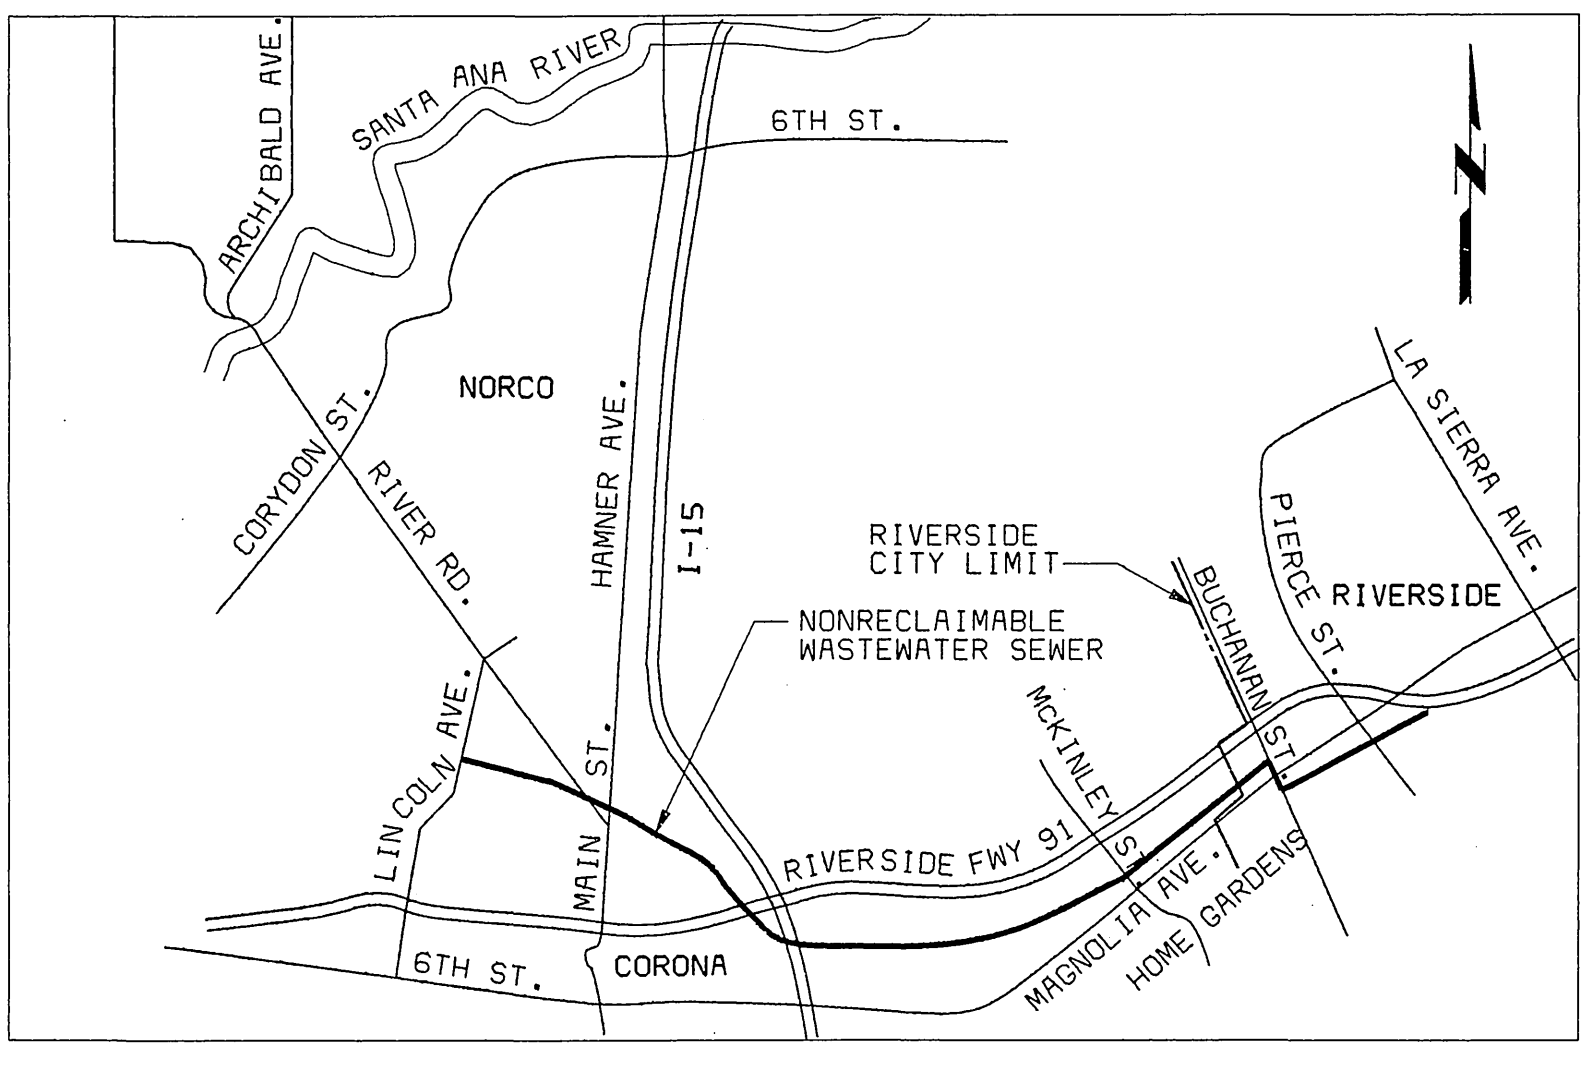 ARCHIBALD AVE.
SANTA ANA RIVER
6TH ST.
N
NORCO
CORYDON ST.
RIVER RD.
HAMNER AVE.
I-15
LA SIERRA AVE.
PIERCE ST.
RIVERSIDE
CITY LIMIT
BUCHANAN ST.
RIVERSIDE
NONRECLAIMABLE
WASTEWATER SEWER
LINCOLN AVE.
MAIN ST.
MCKINLEY ST.
RIVERSIDE FWY 91
MAGNOLIA AVE.
HOME GARDENS
6TH ST.
CORONA